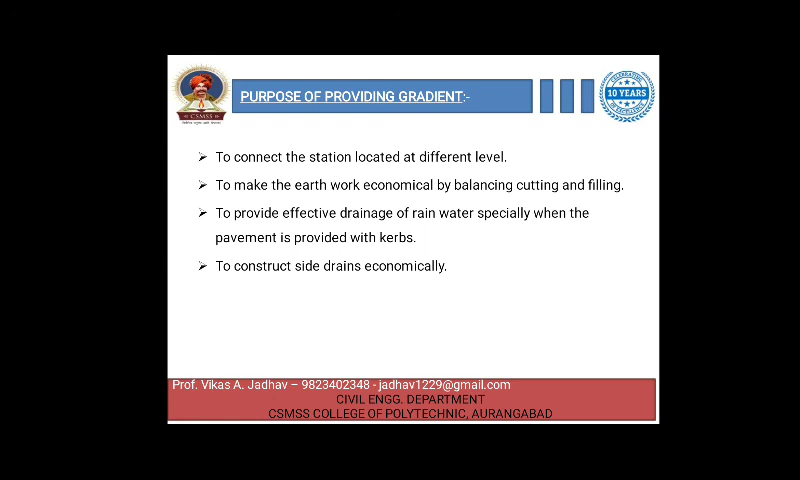 PURPOSE OF PROVIDING GRADIENT:-
CSMSS
CELEBRATING
10 YEARS
OF EXCELLENCE
➢ To connect the station located at different level.
➢ To make the earth work economical by balancing cutting and filling.
➢ To provide effective drainage of rain water specially when the
pavement is provided with kerbs.
➢ To construct side drains economically.
Prof. Vikas A. Jadhav – 9823402348 - jadhav1229@gmail.com
CIVIL ENGG. DEPARTMENT
CSMSS COLLEGE OF POLYTECHNIC, AURANGABAD